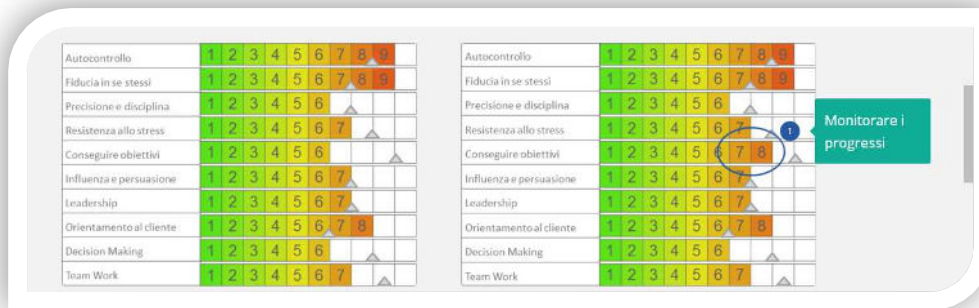 Autocontrollo 1 2 3 4 5 6 7 8 9
Fiducia in se stessi 1 2 3 4 5 6 7 8 9
Precisione e disciplina 1 2 3 4 5 6
Resistenza allo stress 1 2 3 4 5 6 7
Conseguire obiettivi 1 2 3 4 5 6
Influenza e persuasione 1 2 3 4 5 6 7
Leadership 1 2 3 4 5 6 7
Orientamento al cliente 1 2 3 4 5 6 7 8
Decision Making 1 2 3 4 5 6
Team Work 1 2 3 4 5 6 7
Autocontrollo 1 2 3 4 5 6 7 8 9
Fiducia in se stessi 1 2 3 4 5 6 7 8 9
Precisione e disciplina 1 2 3 4 5 6
Resistenza allo stress 1 2 3 4 5 6 7
Conseguire obiettivi 1 2 3 4 5 6 7 8
Influenza e persuasione 1 2 3 4 5 6 7
Leadership 1 2 3 4 5 6 7
Orientamento al cliente 1 2 3 4 5 6 7 8
Decision Making 1 2 3 4 5 6
Team Work 1 2 3 4 5 6 7
1
Monitorare i
progressi